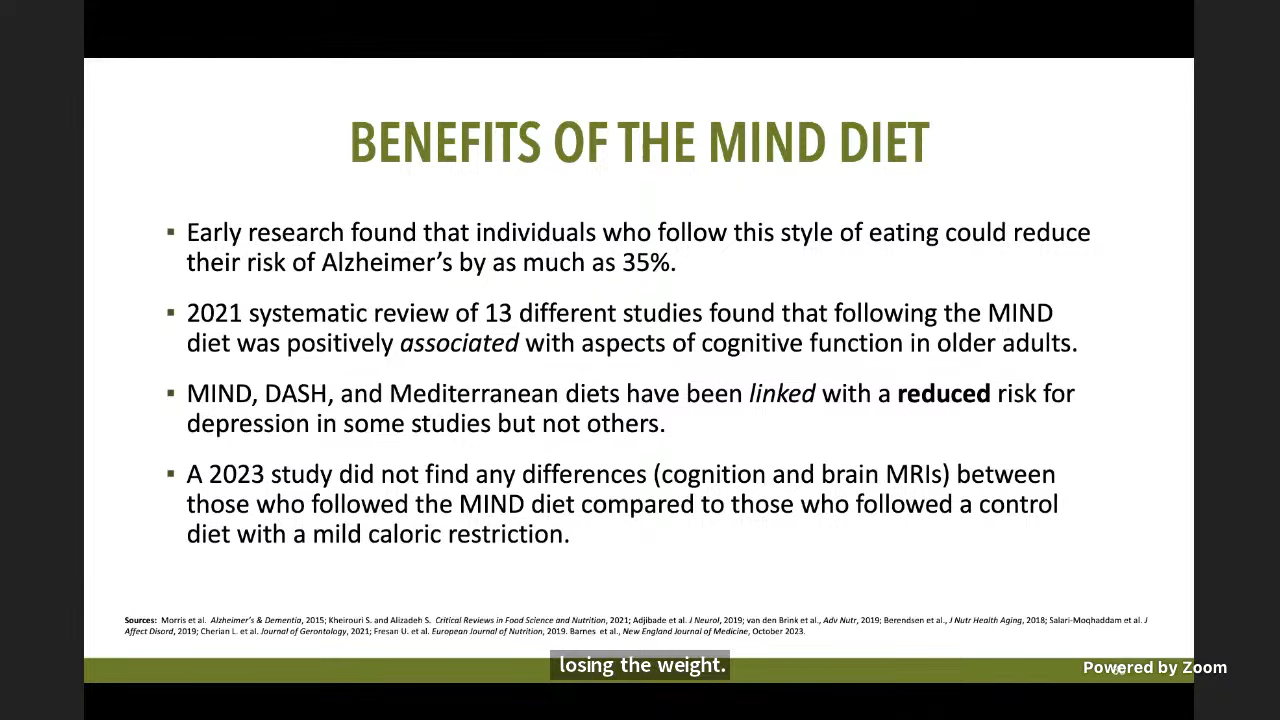 BENEFITS OF THE MIND DIET
▪ Early research found that individuals who follow this style of eating could reduce
their risk of Alzheimer’s by as much as 35%.
▪ 2021 systematic review of 13 different studies found that following the MIND
diet was positively associated with aspects of cognitive function in older adults.
▪ MIND, DASH, and Mediterranean diets have been linked with a reduced risk for
depression in some studies but not others.
▪ A 2023 study did not find any differences (cognition and brain MRIs) between
those who followed the MIND diet compared to those who followed a control
diet with a mild caloric restriction.
Sources: Morris et al. Alzheimer’s & Dementia, 2015; Kheirouri S. and Alizadeh S. Critical Reviews in Food Science and Nutrition, 2021; Adjibade et al. J Neurol, 2019; van den Brink et al., Adv Nutr, 2019; Berendsen et al., J Nutr Health Aging, 2018; Salari-Moqhaddam et al. J
Affect Disord, 2019; Cherian L. et al. Journal of Gerontology, 2021; Fresan U. et al. European Journal of Nutrition, 2019. Barnes et al., New England Journal of Medicine, October 2023.
losing the weight.
Powered by Zoom